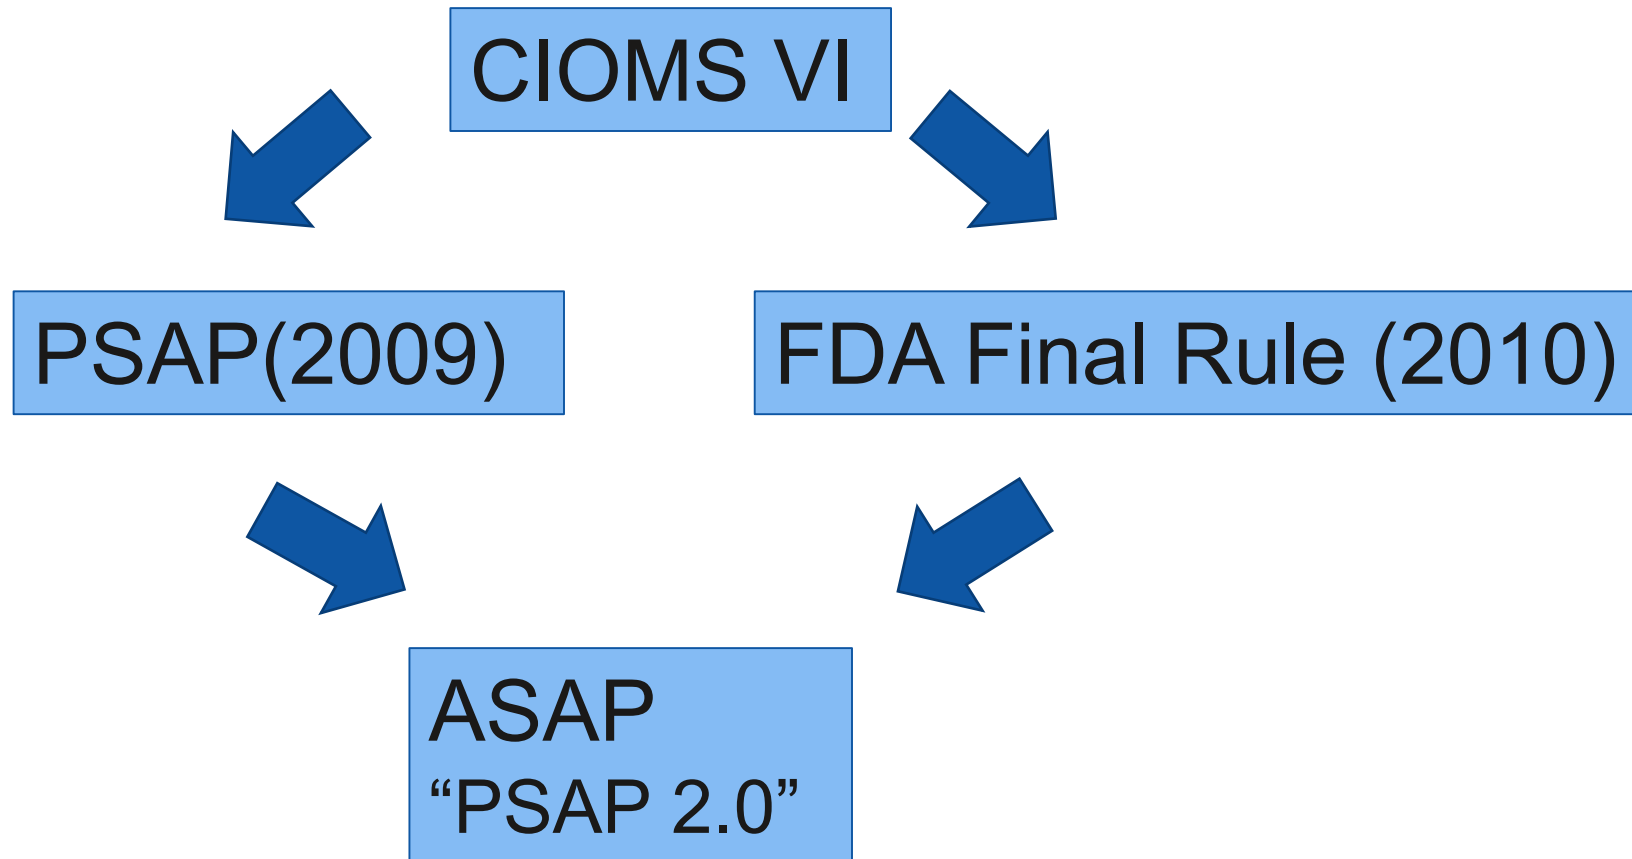 CIOMS VI
PSAP(2009)
FDA Final Rule (2010)
ASAP
“PSAP 2.0”